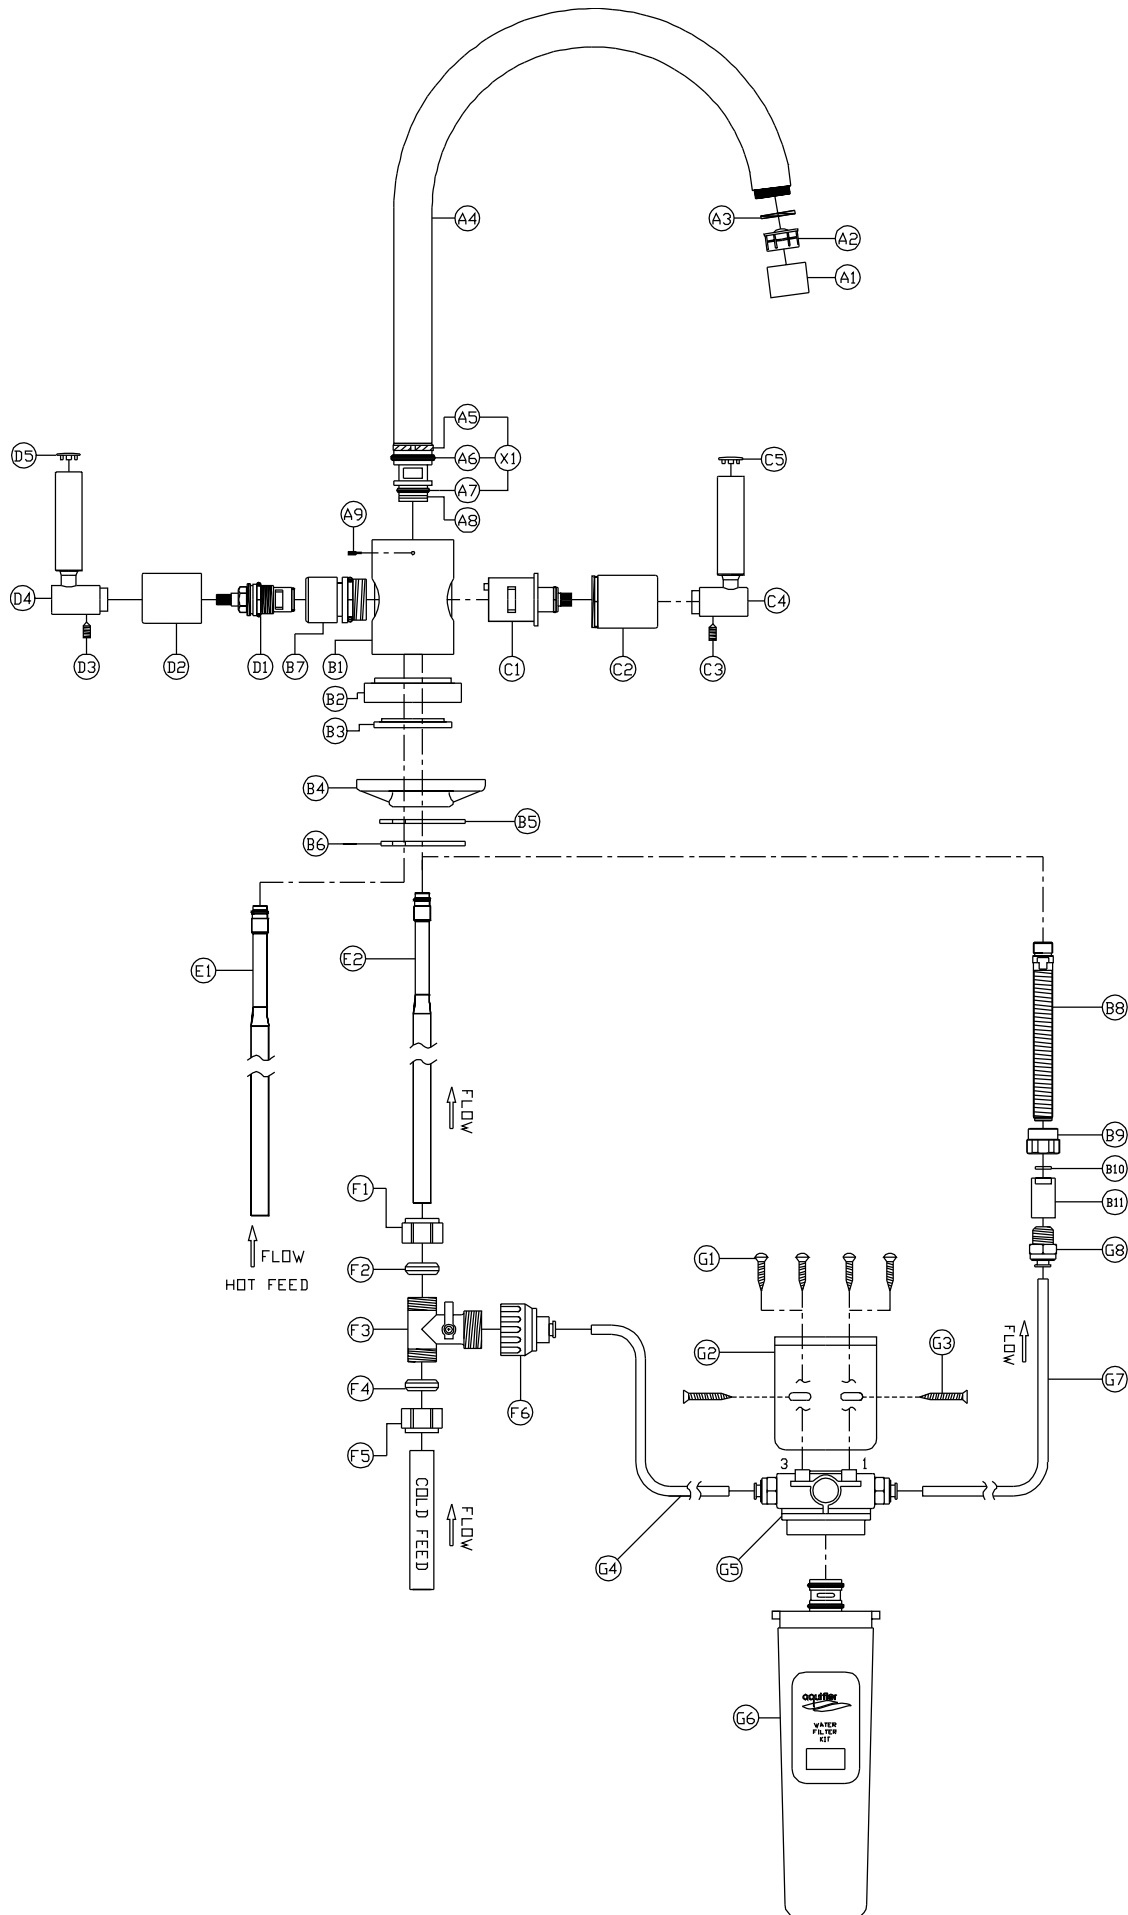 A4
A3
A2
A1
A5
A6
X1
A7
A8
A9
D5
C5
D4
C4
D3
D2
D1
B7
B1
C1
C2
C3
B2
B3
B4
B5
B6
E1
E2
B8
FLOW
B9
B10
B11
F1
G8
FLOW
HOT FEED
F2
G1
F3
G2
G3
FLOW
G7
F4
F6
F5
3
1
COLD FEED
FLOW
G4
G5
aquifier
G6
WATER
FILTER
KIT